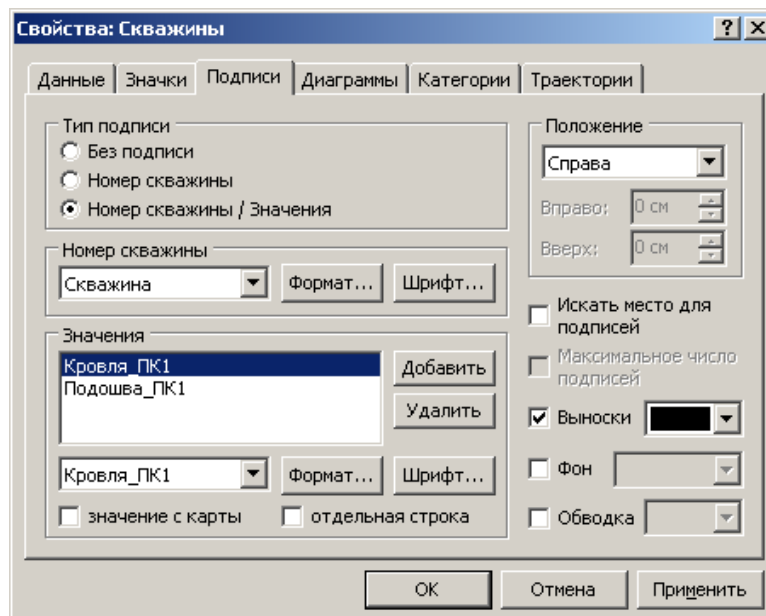 Свойства: Скважины
Данные
Значки
Подписи
Диаграммы
Категории
Траектории
Тип подписи
Без подписи
Номер скважины
Номер скважины / Значения
Номер скважины
Скважина
Формат...
Шрифт...
Значения
Кровля_ПК1
Подошва_ПК1
Добавить
Удалить
Кровля_ПК1
Формат...
Шрифт...
значение с карты
отдельная строка
Положение
Справа
Вправо:
0 см
Вверх:
0 см
Искать место для
подписей
Максимальное число
подписей
Выноски
Фон
Обводка
OK
Отмена
Применить